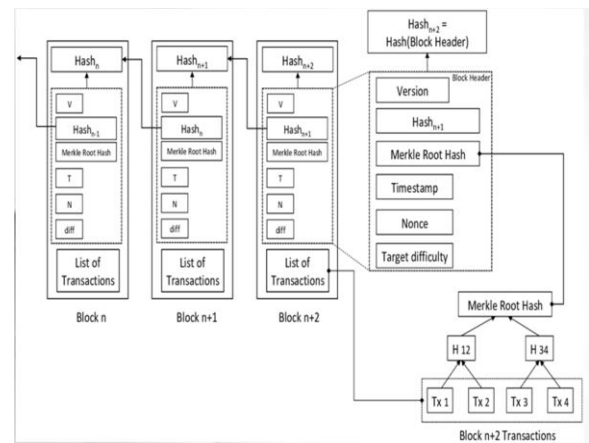 Hashn
V
Hashn-1
Merkle Root Hash
T
N
diff
List of
Transactions
Block n
Hashn+1
V
Hashn
Merkle Root Hash
T
N
diff
List of
Transactions
Block n+1
Hashn+2
V
Hashn+1
Merkle Root Hash
T
N
diff
List of
Transactions
Block n+2
Hashn+2 =
Hash(Block Header)
Block Header
Version
Hashn+1
Merkle Root Hash
Timestamp
Nonce
Target difficulty
Merkle Root Hash
H 12
H 34
Tx 1
Tx 2
Tx 3
Tx 4
Block n+2 Transactions